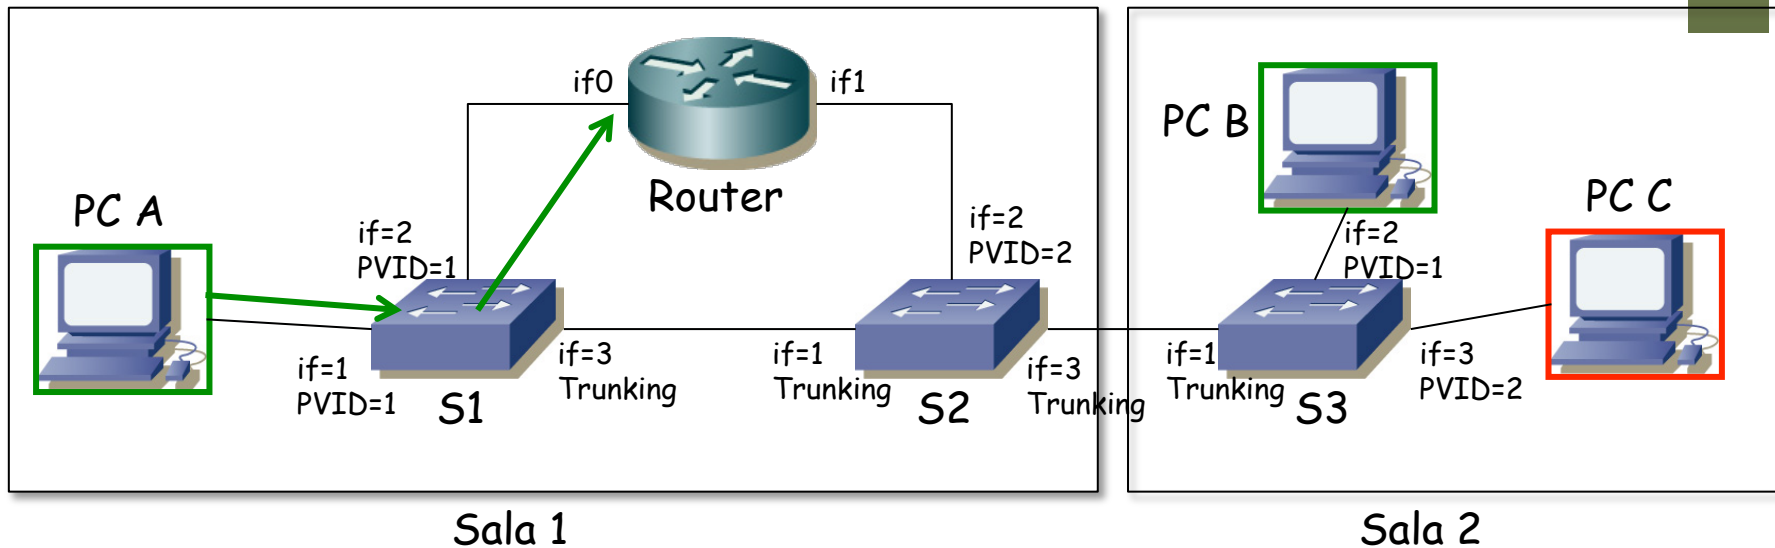 if0
if1
Router
PC A
if=2
PVID=1
if=1
PVID=1
S1
if=3
Trunking
if=2
PVID=2
if=1
Trunking
S2
if=3
Trunking
Sala 1
PC B
PC C
if=2
PVID=1
if=1
Trunking
S3
if=3
PVID=2
Sala 2